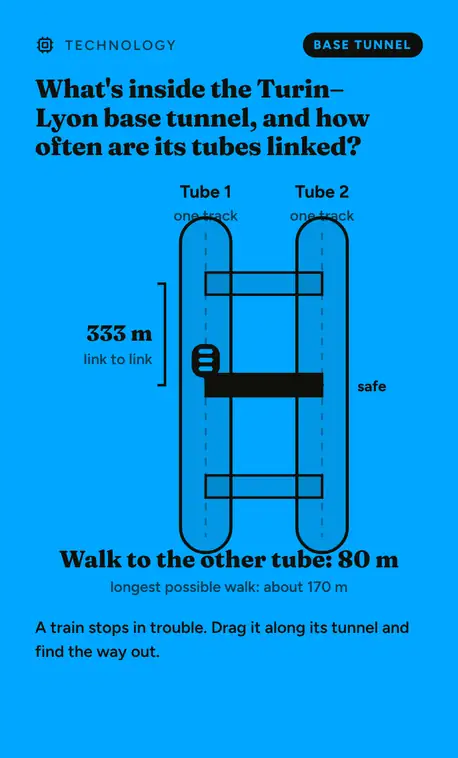 TECHNOLOGY
BASE TUNNEL
What's inside the Turin–
Lyon base tunnel, and how
often are its tubes linked?
Tube 1
Tube 2
one track
one track
333 m
link to link
safe
Walk to the other tube: 80 m
longest possible walk: about 170 m
A train stops in trouble. Drag it along its tunnel and
find the way out.